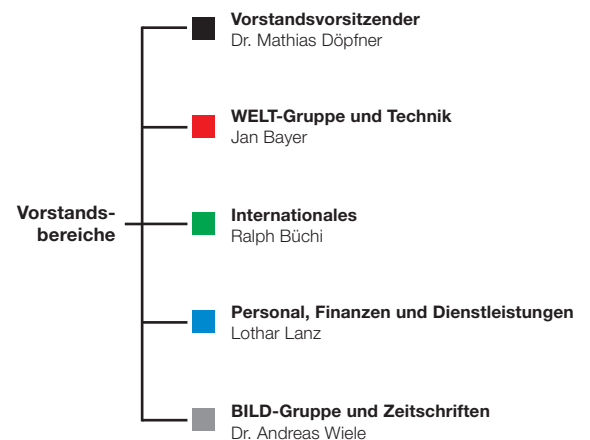 Vorstandsvorsitzender
Dr. Mathias Döpfner
WELT-Gruppe und Technik
Jan Bayer
Vorstands-
bereiche
Internationales
Ralph Büchi
Personal, Finanzen und Dienstleistungen
Lothar Lanz
BILD-Gruppe und Zeitschriften
Dr. Andreas Wiele